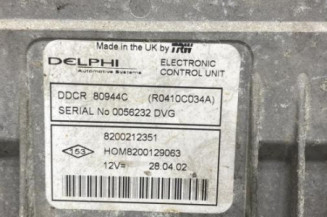 Made in the UK by TRW
DELPHI
Automotive Systems
ELECTRONIC
CONTROL UNIT
DDCR 80944C (R0410C034A)
SERIAL No 0056232 DVG
8200212351
153
HOM8200129063
12V= 28.04.02